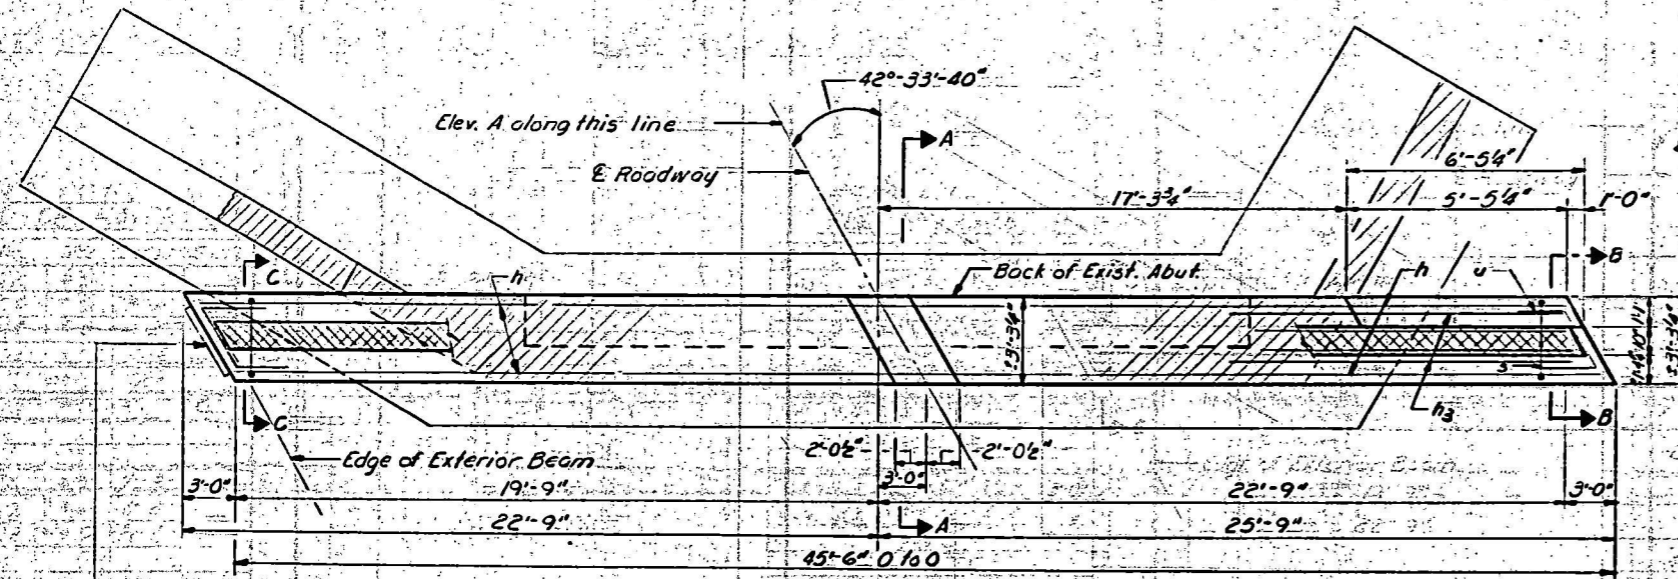 42°-33'-40"
Elev. A along this line
A
₠ Roadway
6'-5¼"
17'-3¾"
5'-5¼"
1'-0"
B
C
h
Back of Exist. Abut.
h
u
3'-3¼"
s
h3
C
B
2'-0½"
2'-0½"
Edge of Exterior Beam
3'-0"
19'-9"
3'-0"
22'-9"
3'-0"
22'-9"
A
25'-9"
45'-6" O to O